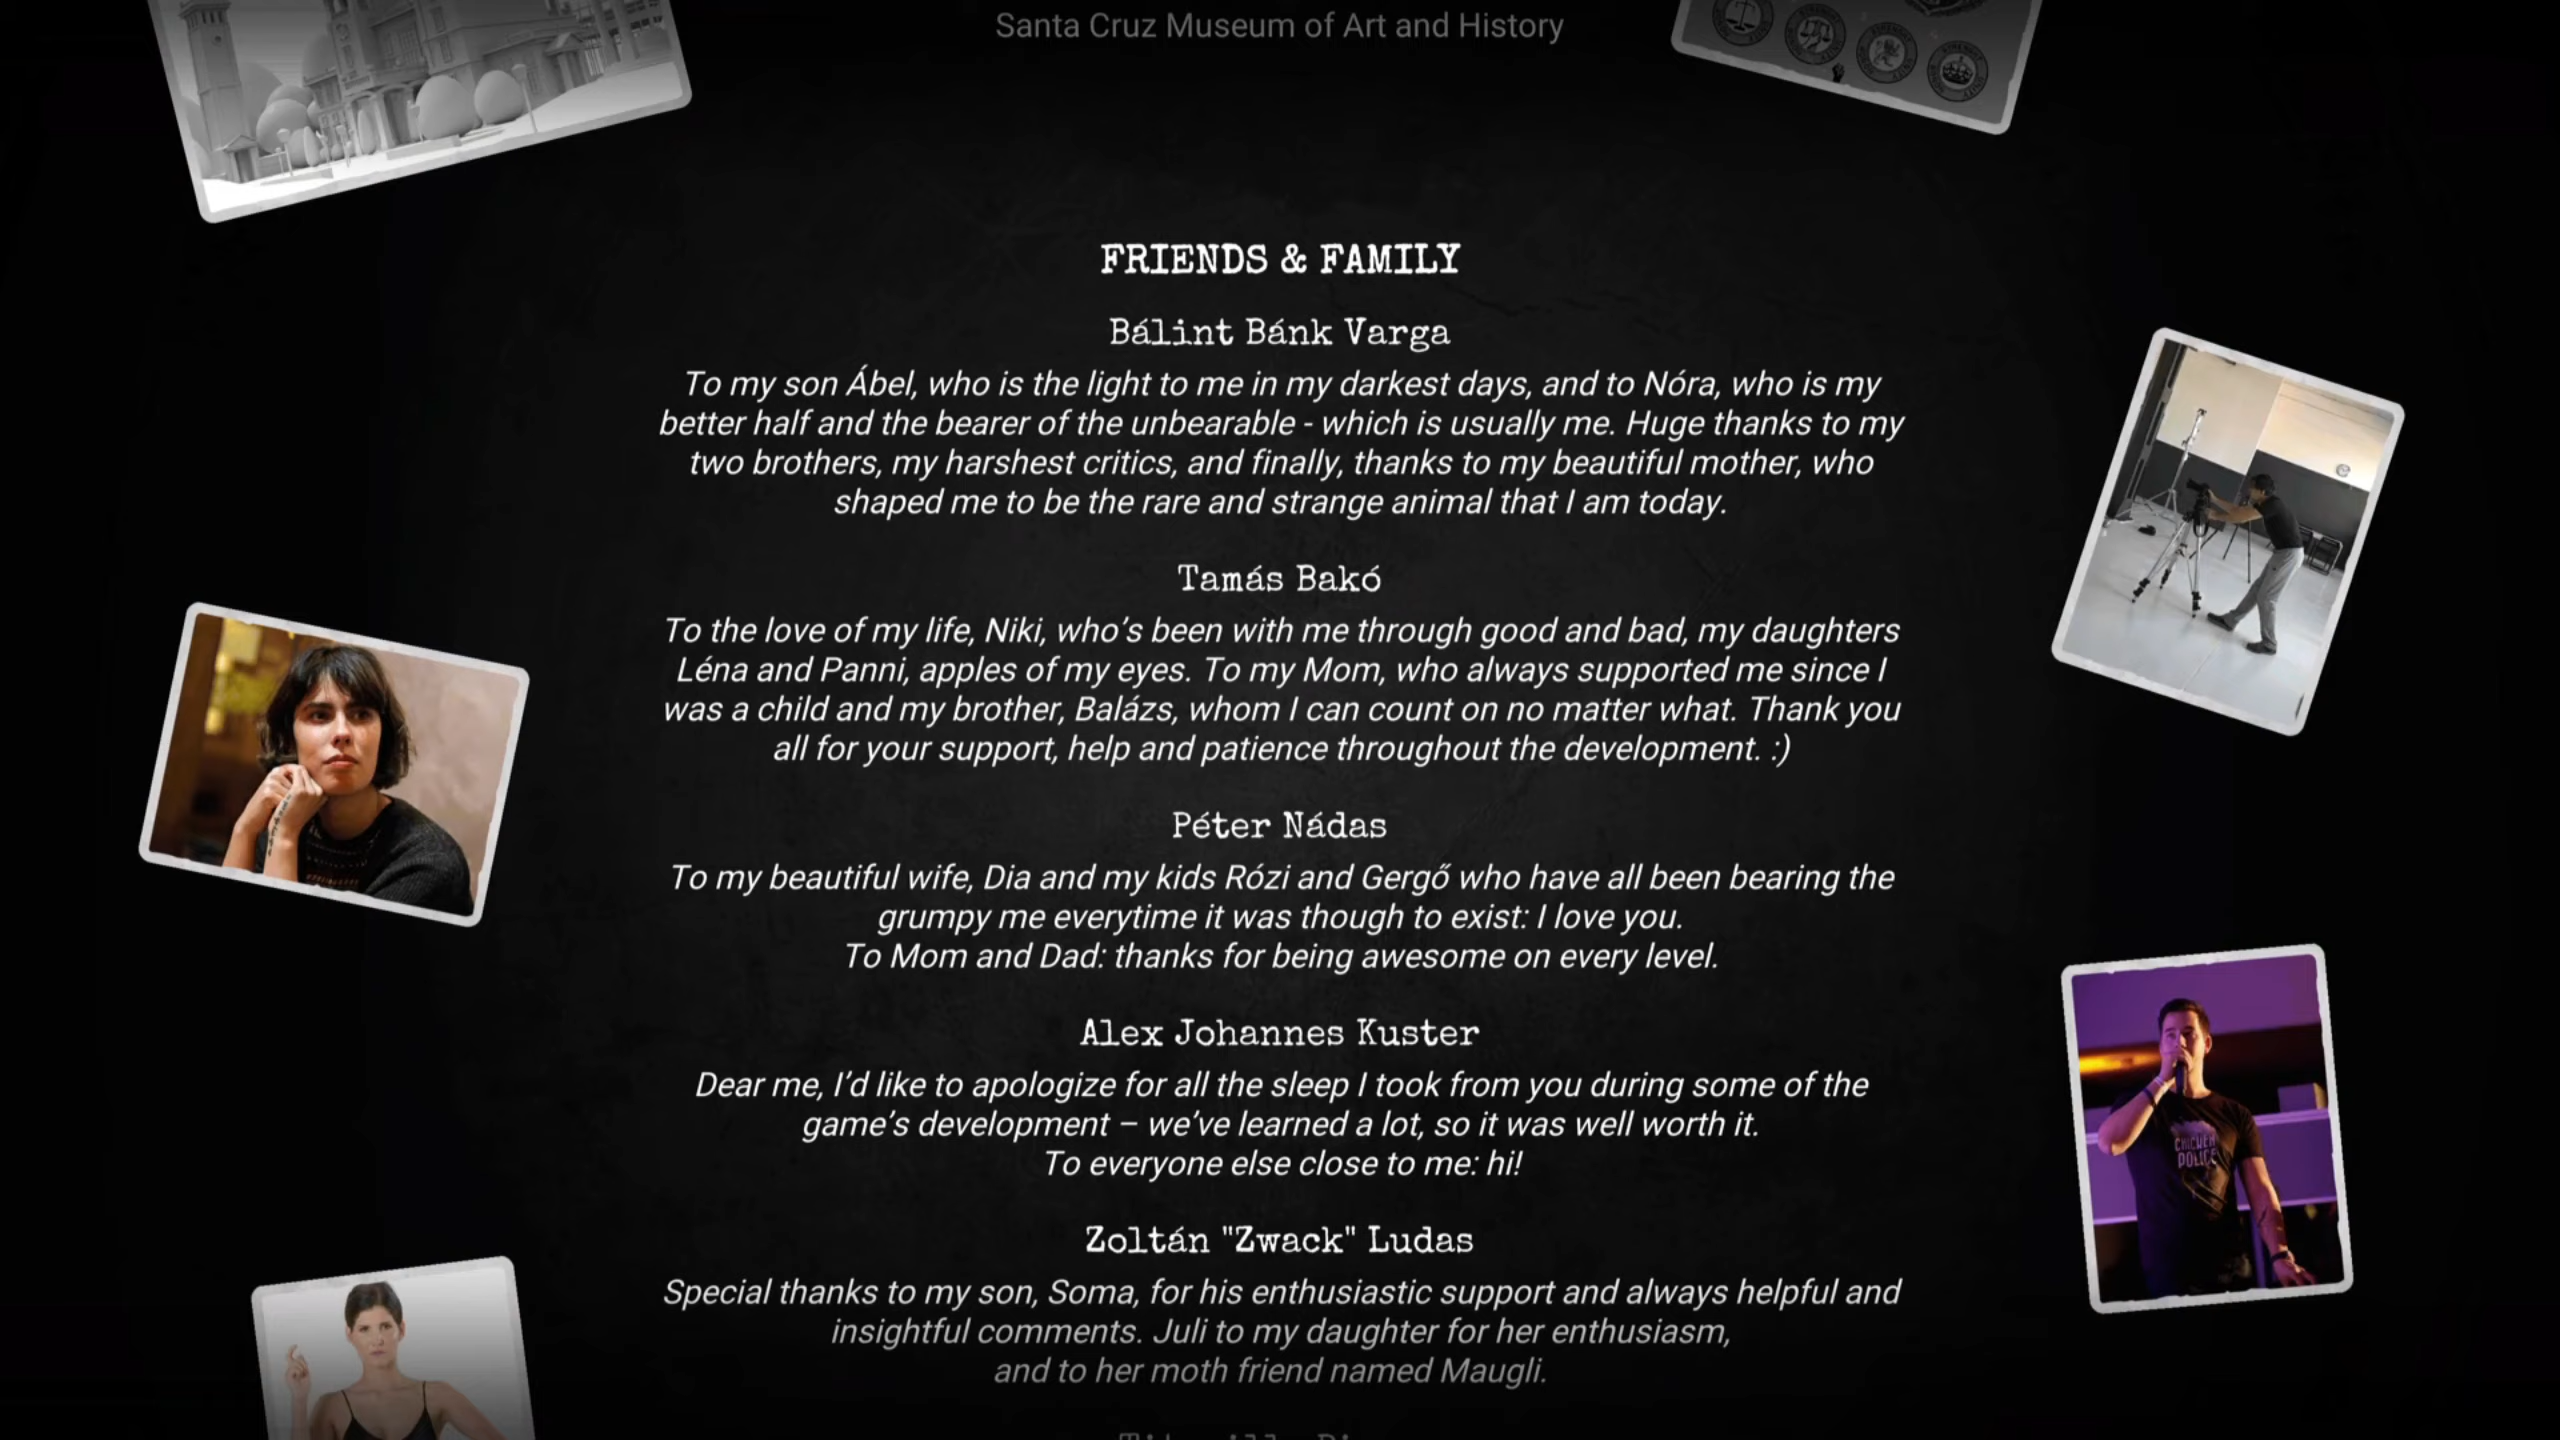 Santa Cruz Museum of Art and History
FRIENDS & FAMILY
Bálint Bánk Varga
To my son Ábel, who is the light to me in my darkest days, and to Nóra, who is my
better half and the bearer of the unbearable - which is usually me. Huge thanks to my
two brothers, my harshest critics, and finally, thanks to my beautiful mother, who
shaped me to be the rare and strange animal that I am today.
Tamás Bakó
To the love of my life, Niki, who’s been with me through good and bad, my daughters
Léna and Panni, apples of my eyes. To my Mom, who always supported me since I
was a child and my brother, Balázs, whom I can count on no matter what. Thank you
all for your support, help and patience throughout the development. :)
Péter Nádas
To my beautiful wife, Dia and my kids Rózi and Gergő who have all been bearing the
grumpy me everytime it was though to exist: I love you.
To Mom and Dad: thanks for being awesome on every level.
Alex Johannes Kuster
Dear me, I’d like to apologize for all the sleep I took from you during some of the
game’s development – we’ve learned a lot, so it was well worth it.
To everyone else close to me: hi!
Zoltán "Zwack" Ludas
Special thanks to my son, Soma, for his enthusiastic support and always helpful and
insightful comments. Juli to my daughter for her enthusiasm,
and to her moth friend named Maugli.
CHICKEN
POLICE